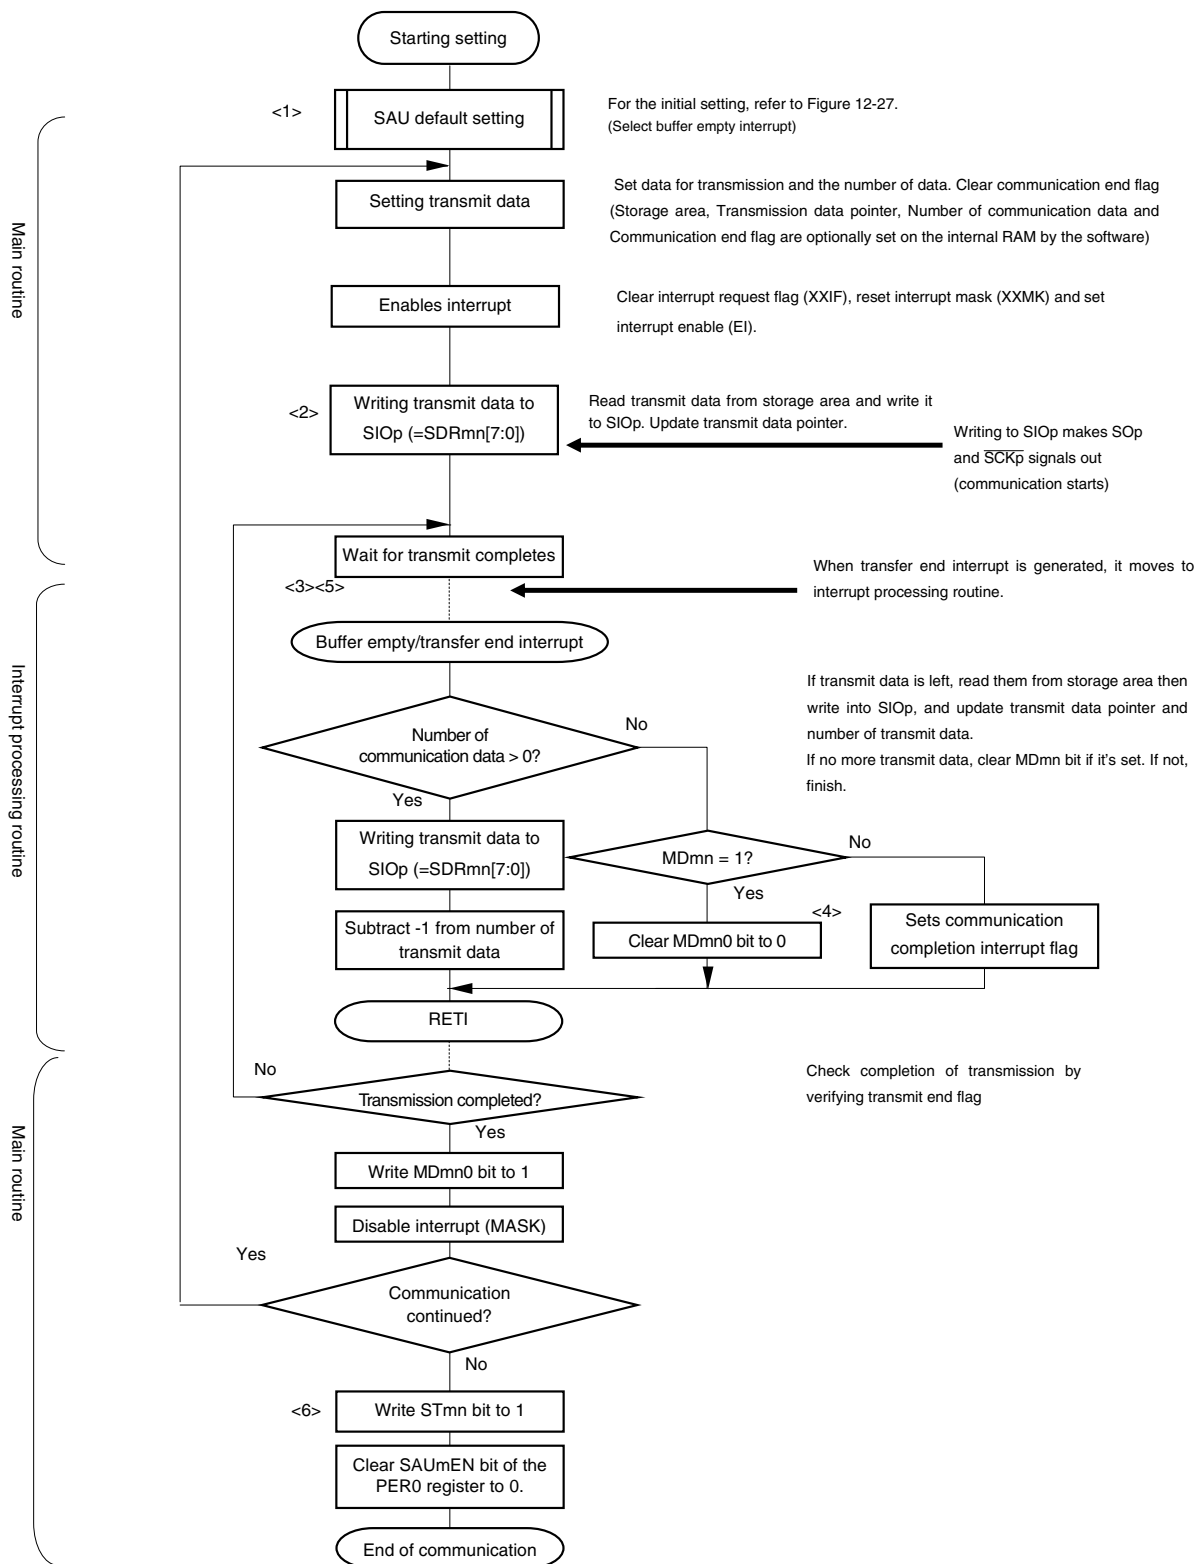 Starting setting
<1>
SAU default setting
For the initial setting, refer to Figure 12-27.
(Select buffer empty interrupt)
Setting transmit data
Set data for transmission and the number of data. Clear communication end flag
(Storage area, Transmission data pointer, Number of communication data and
Communication end flag are optionally set on the internal RAM by the software)
Main routine
Enables interrupt
Clear interrupt request flag (XXIF), reset interrupt mask (XXMK) and set
interrupt enable (EI).
<2>
Writing transmit data to
SIOp (=SDRmn[7:0])
Read transmit data from storage area and write it
to SIOp. Update transmit data pointer.
Writing to SIOp makes SOp
and SCKp signals out
(communication starts)
Wait for transmit completes
<3><5>
When transfer end interrupt is generated, it moves to
interrupt processing routine.
Buffer empty/transfer end interrupt
Interrupt processing routine
Number of
communication data > 0?
No
Yes
If transmit data is left, read them from storage area then
write into SIOp, and update transmit data pointer and
number of transmit data.
If no more transmit data, clear MDmn bit if it's set. If not,
finish.
Writing transmit data to
SIOp (=SDRmn[7:0])
MDmn = 1?
No
Yes
<4>
Subtract -1 from number of
transmit data
Clear MDmn0 bit to 0
Sets communication
completion interrupt flag
RETI
No
Transmission completed?
Yes
Check completion of transmission by
verifying transmit end flag
Main routine
Write MDmn0 bit to 1
Disable interrupt (MASK)
Yes
Communication
continued?
No
<6>
Write STmn bit to 1
Clear SAUmEN bit of the
PER0 register to 0.
End of communication